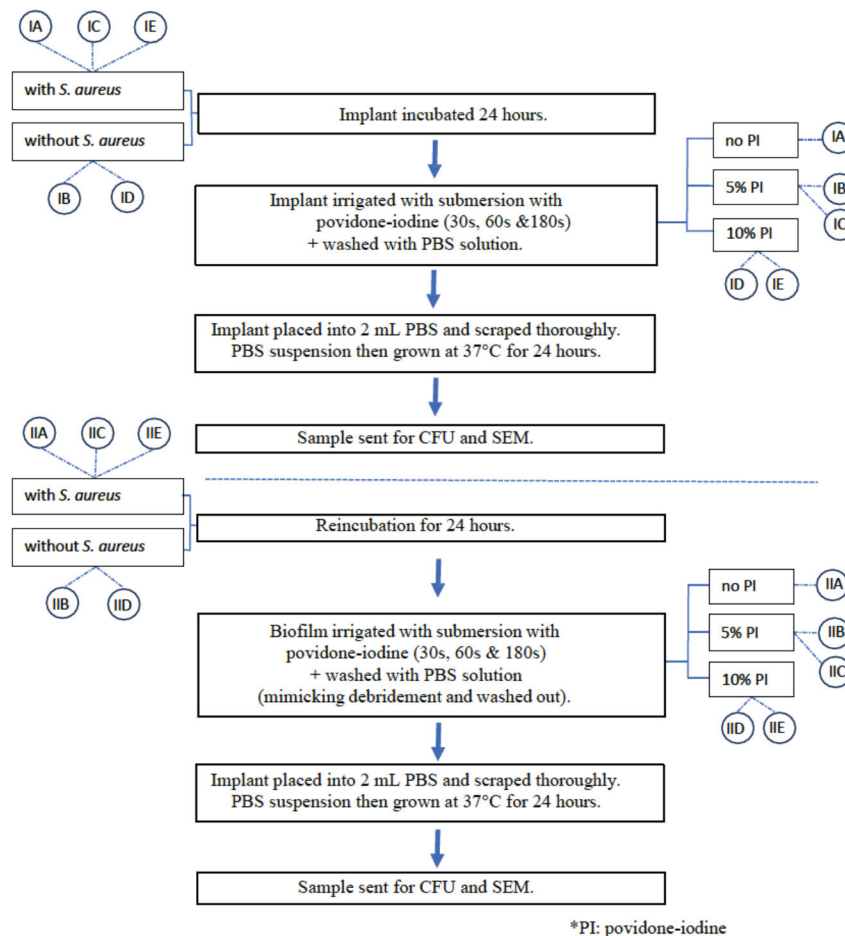 IA
IC
IE
with S. aureus
without S. aureus
IB
ID
Implant incubated 24 hours.
Implant irrigated with submersion with
povidone-iodine (30s, 60s &180s)
+ washed with PBS solution.
no PI
IA
5% PI
IB
IC
10% PI
ID
IE
Implant placed into 2 mL PBS and scraped thoroughly.
PBS suspension then grown at 37°C for 24 hours.
Sample sent for CFU and SEM.
IIA
IIC
IIE
with S. aureus
without S. aureus
IIB
IID
Reincubation for 24 hours.
Biofilm irrigated with submersion with
povidone-iodine (30s, 60s & 180s)
+ washed with PBS solution
(mimicking debridement and washed out).
no PI
IIA
5% PI
IIB
IIC
10% PI
IID
IIE
Implant placed into 2 mL PBS and scraped thoroughly.
PBS suspension then grown at 37°C for 24 hours.
Sample sent for CFU and SEM.
*PI: povidone-iodine